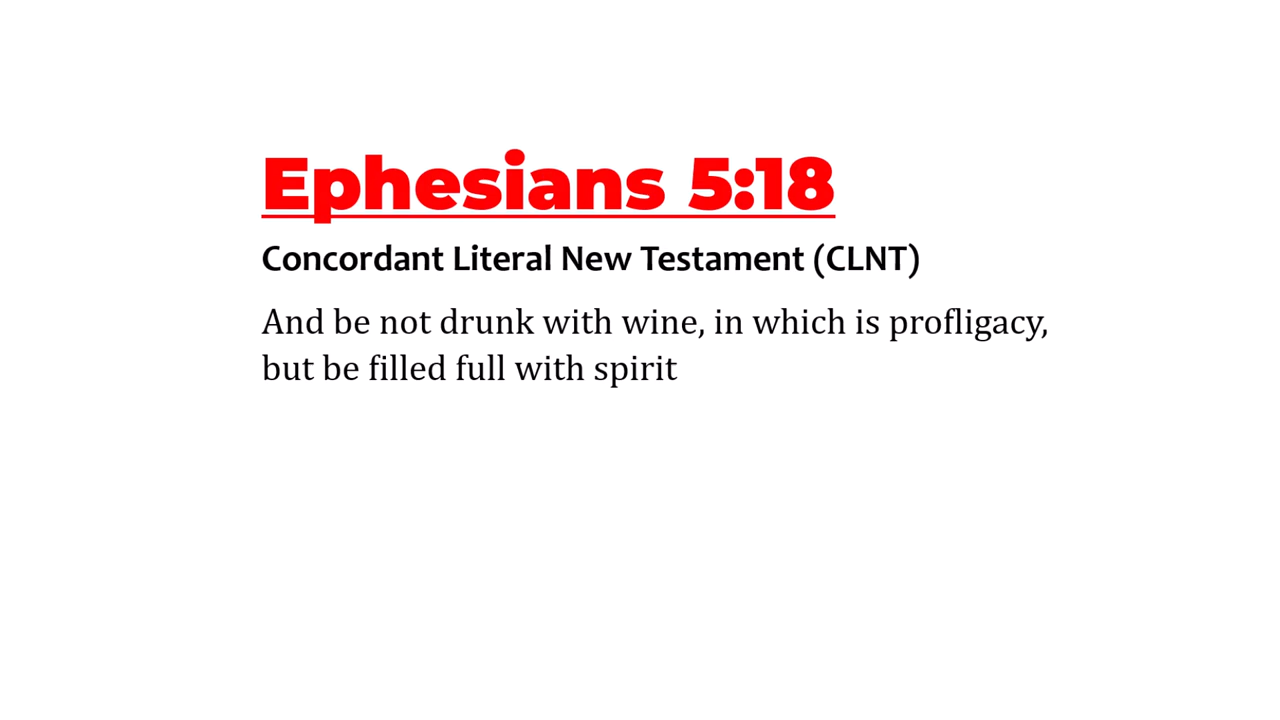 Ephesians 5:18
Concordant Literal New Testament (CLNT)
And be not drunk with wine, in which is profligacy,
but be filled full with spirit